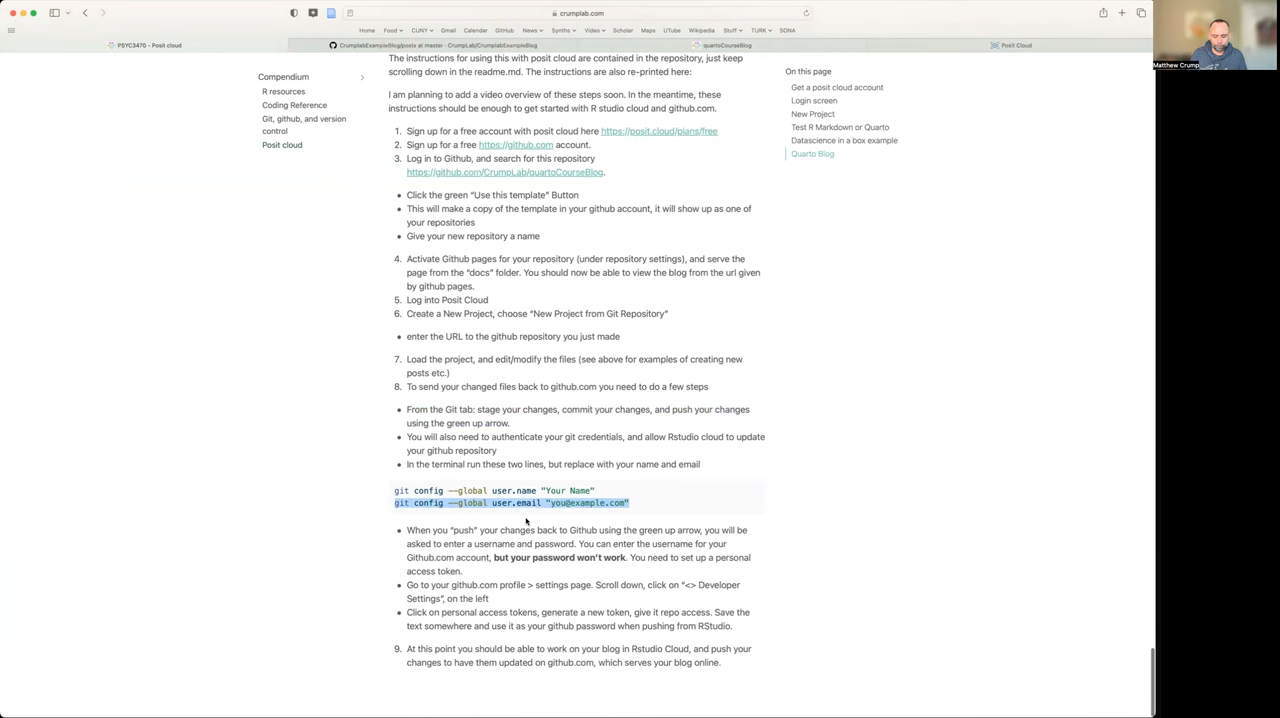 crumplab.com
Home Food CUNY Gmail Calendar GitHub News Synths Video Scholar Maps UTube Wikipedia Stuff TURK SONA
PSYC3470 - Posit cloud
CrumplabExampleBlog/posts at master · CrumpLab/CrumplabExampleBlog
quartoCourseBlog
Posit Cloud
Matthew Crump
Compendium
R resources
Coding Reference
Git, github, and version
control
Posit cloud
The instructions for using this with posit cloud are contained in the repository, just keep
scrolling down in the readme.md. The instructions are also re-printed here:
I am planning to add a video overview of these steps soon. In the meantime, these
instructions should be enough to get started with R studio cloud and github.com.
1. Sign up for a free account with posit cloud here https://posit.cloud/plans/free
2. Sign up for a free https://github.com account.
3. Log in to Github, and search for this repository
https://github.com/CrumpLab/quartoCourseBlog.
• Click the green “Use this template” Button
• This will make a copy of the template in your github account, it will show up as one of
your repositories
• Give your new repository a name
4. Activate Github pages for your repository (under repository settings), and serve the
page from the “docs” folder. You should now be able to view the blog from the url given
by github pages.
5. Log into Posit Cloud
6. Create a New Project, choose “New Project from Git Repository”
• enter the URL to the github repository you just made
7. Load the project, and edit/modify the files (see above for examples of creating new
posts etc.)
8. To send your changed files back to github.com you need to do a few steps
• From the Git tab: stage your changes, commit your changes, and push your changes
using the green up arrow.
• You will also need to authenticate your git credentials, and allow Rstudio cloud to update
your github repository
• In the terminal run these two lines, but replace with your name and email
git config --global user.name "Your Name"
git config --global user.email "you@example.com"
• When you “push” your changes back to Github using the green up arrow, you will be
asked to enter a username and password. You can enter the username for your
Github.com account, but your password won’t work. You need to set up a personal
access token.
• Go to your github.com profile > settings page. Scroll down, click on “<> Developer
Settings”, on the left
• Click on personal access tokens, generate a new token, give it repo access. Save the
text somewhere and use it as your github password when pushing from RStudio.
9. At this point you should be able to work on your blog in Rstudio Cloud, and push your
changes to have them updated on github.com, which serves your blog online.
On this page
Get a posit cloud account
Login screen
New Project
Test R Markdown or Quarto
Datascience in a box example
Quarto Blog